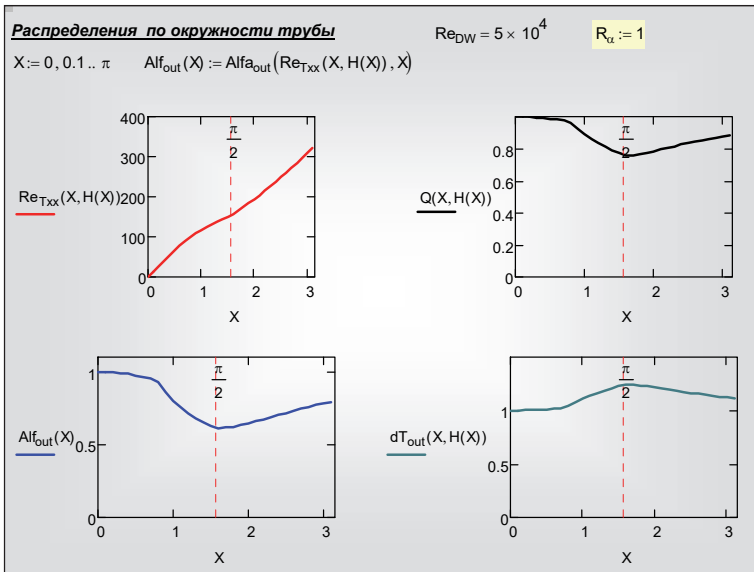 Распределения по окружности трубы
Re_DW = 5 × 10^4
R_α := 1
X := 0, 0.1 .. π
Alf_out(X) := Alfa_out(Re_Txx(X, H(X)), X)
400
300
200
100
0
Re_Txx(X, H(X))
π/2
0 1 2 3
X
0.8
0.6
0.4
0.2
0
Q(X, H(X))
π/2
0 1 2 3
X
1
0.5
0
Alf_out(X)
π/2
0 1 2 3
X
1
0.5
0
dT_out(X, H(X))
π/2
0 1 2 3
X